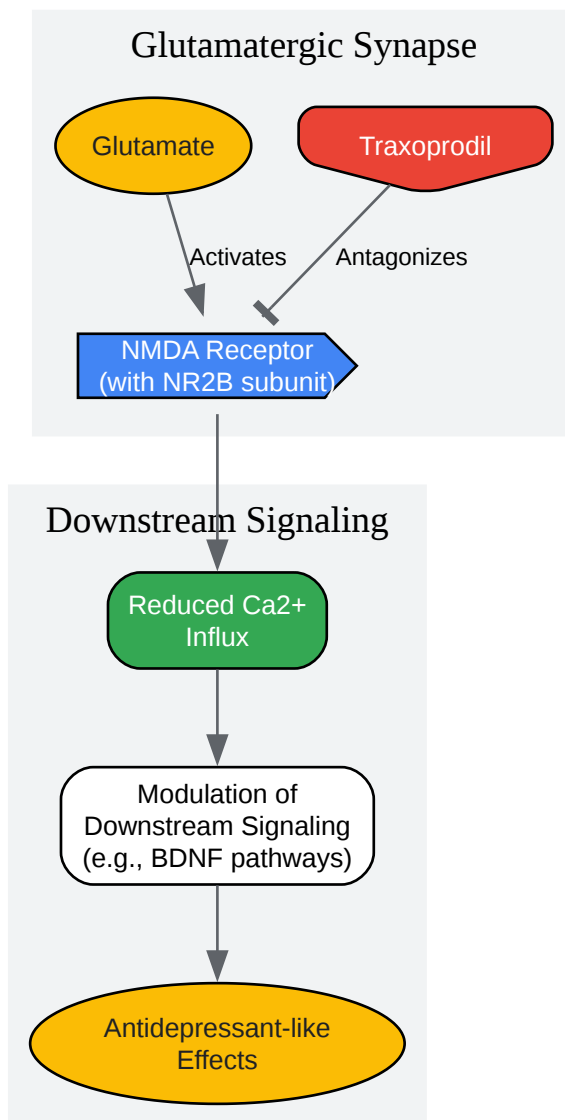 Glutamatergic Synapse
Glutamate
Traxoprodil
Activates
Antagonizes
NMDA Receptor
(with NR2B subunit)
Downstream Signaling
Reduced Ca2+
Influx
Modulation of
Downstream Signaling
(e.g., BDNF pathways)
Antidepressant-like
Effects